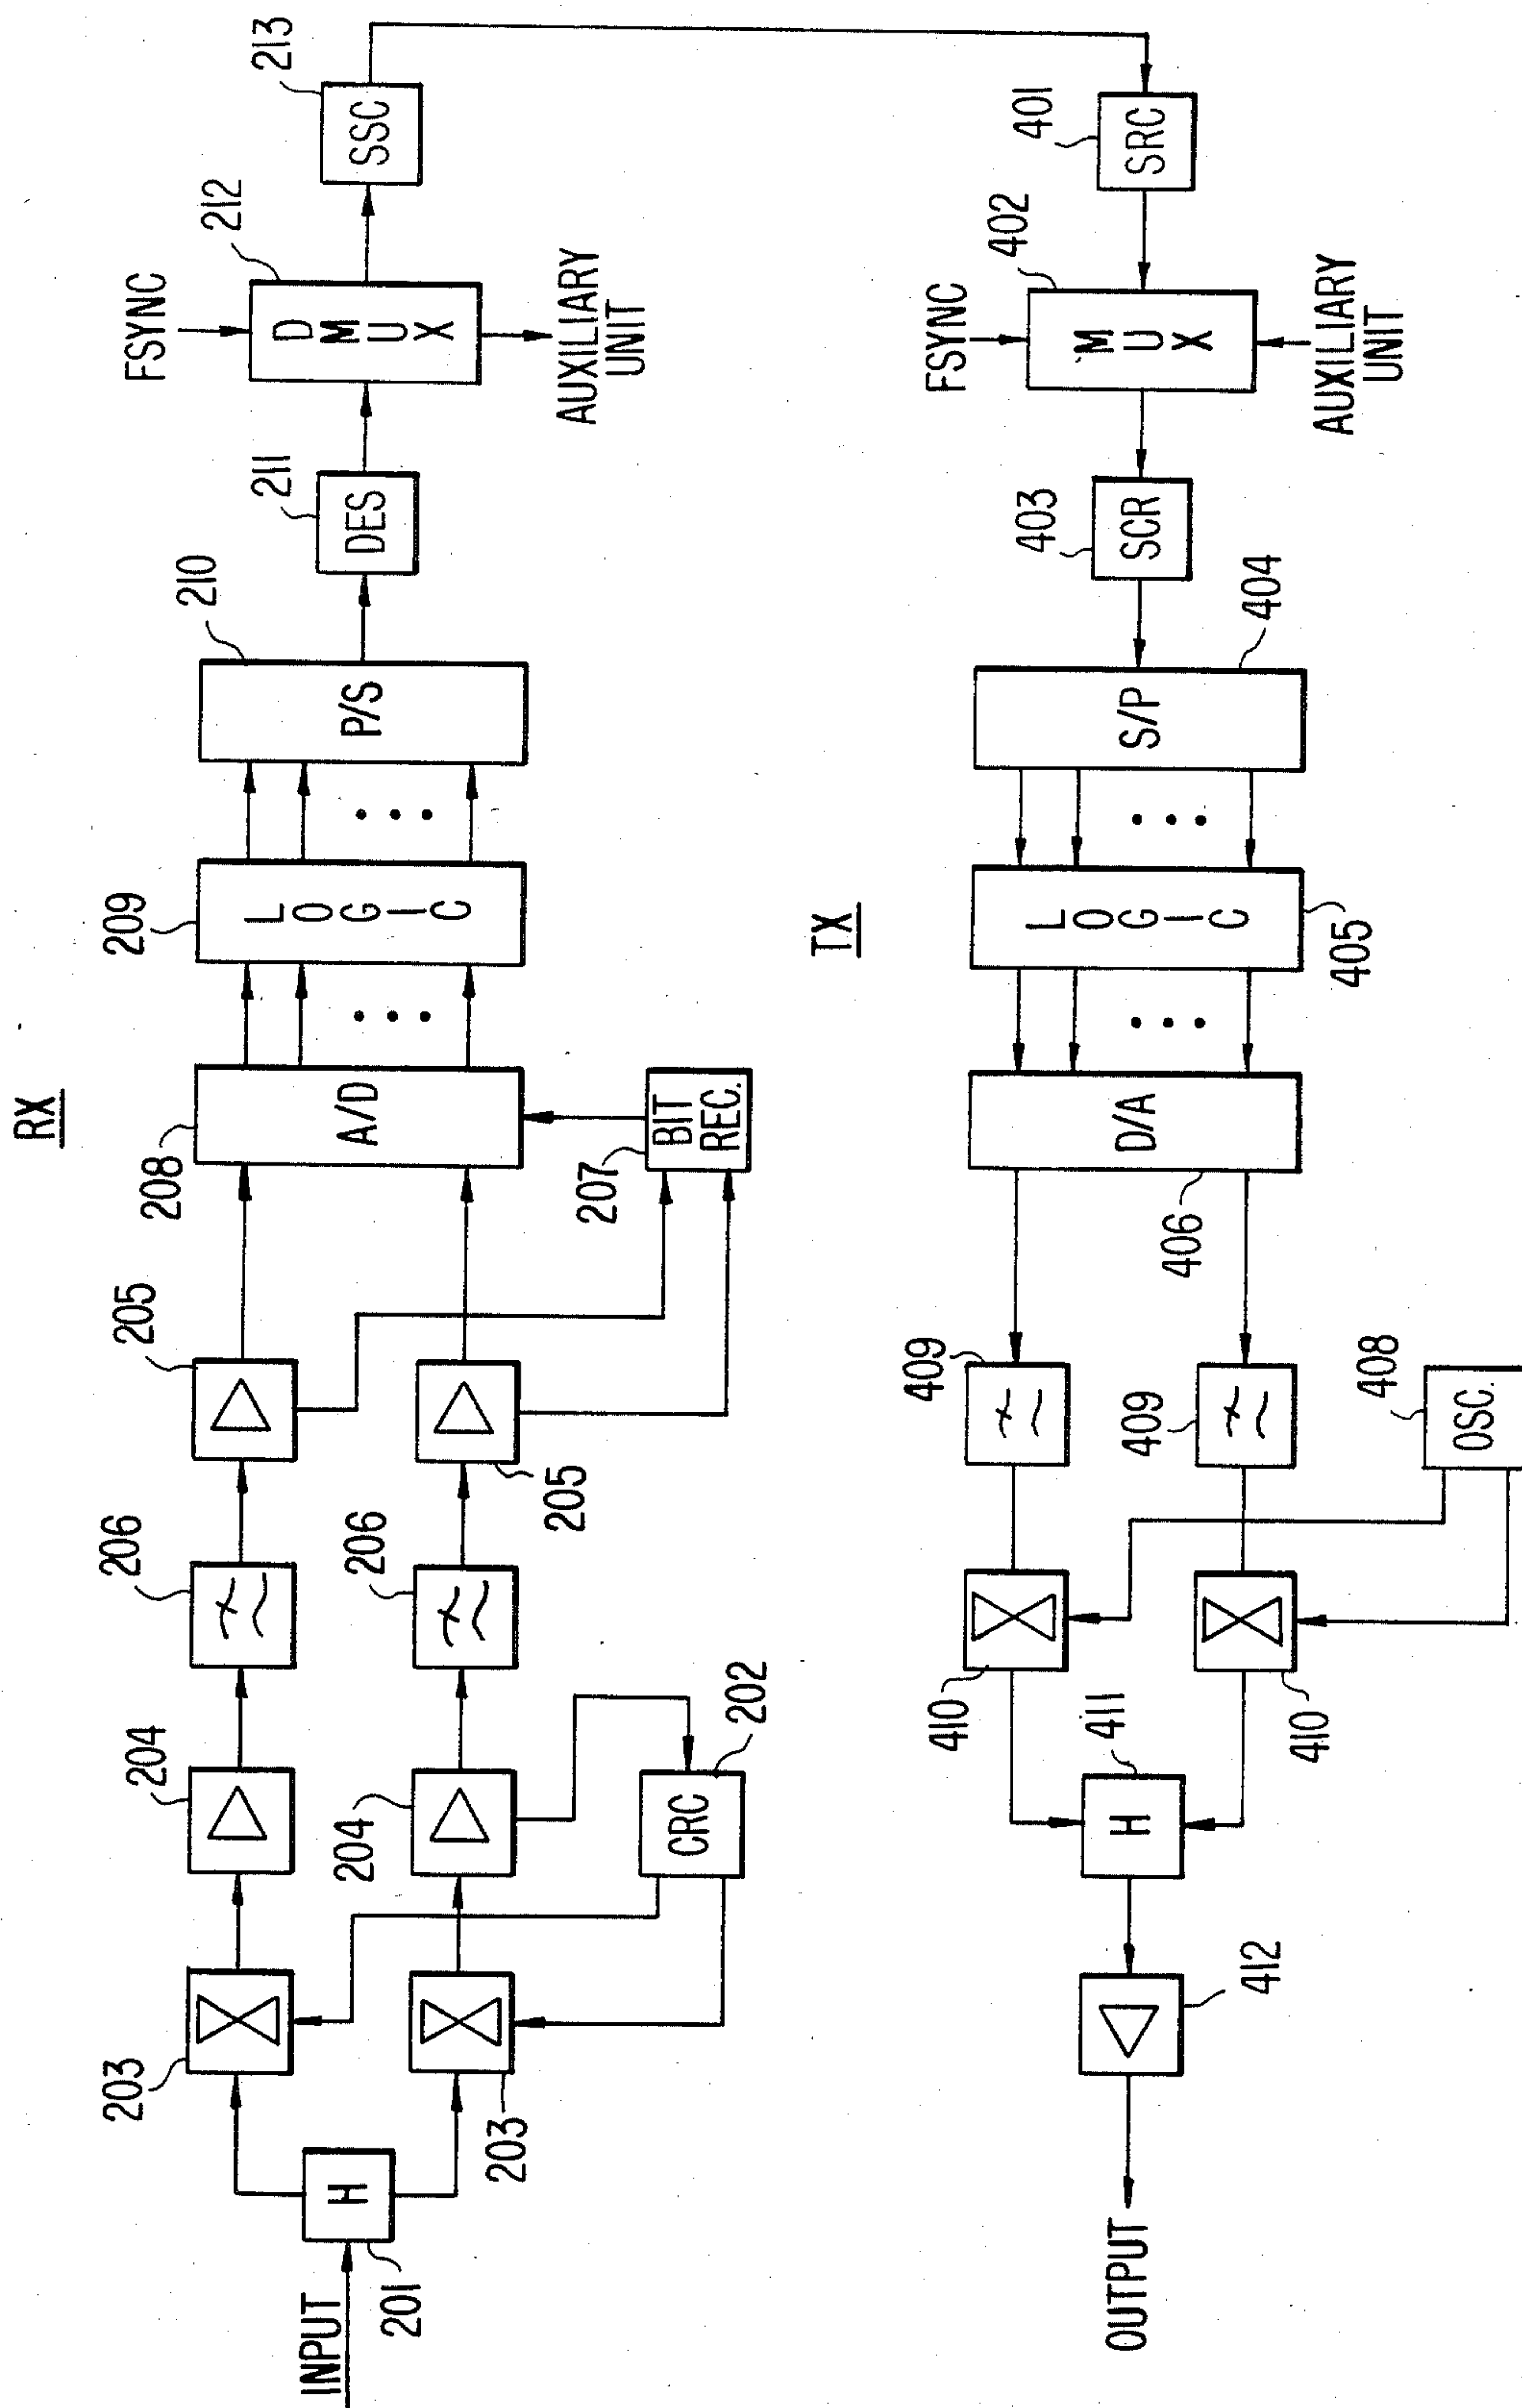 RX
INPUT
201
H
203
203
204
204
CRC
202
206
206
205
205
207
BIT
REC.
208
A/D
209
LOGIC
210
P/S
211
DES
FSYNC
212
DMUX
AUXILIARY
UNIT
213
SSC
TX
401
SRC
FSYNC
402
MUX
AUXILIARY
UNIT
403
SCR
404
S/P
LOGIC
405
D/A
406
409
409
408
OSC.
410
410
411
H
412
OUTPUT